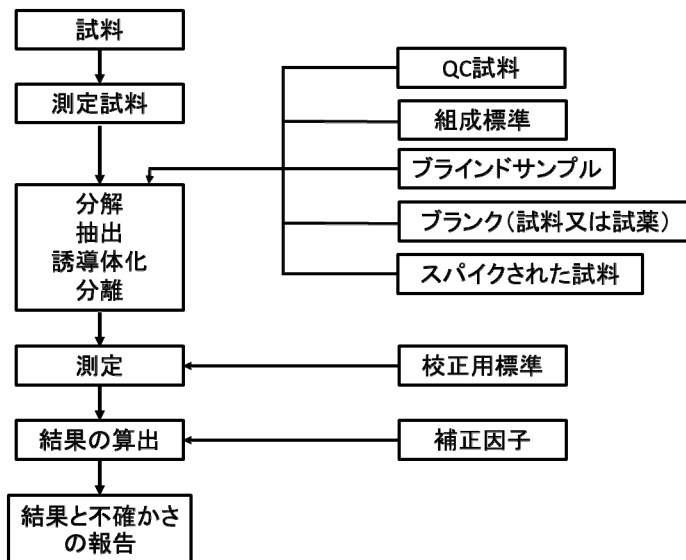 試料
測定試料
分解
抽出
誘導体化
分離
測定
結果の算出
結果と不確かさ
の報告
QC試料
組成標準
ブラインドサンプル
ブランク（試料又は試薬）
スパイクされた試料
校正用標準
補正因子